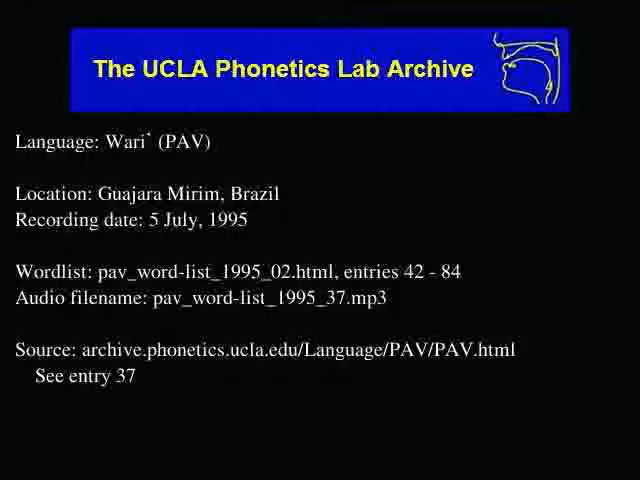 The UCLA Phonetics Lab Archive
Language: Wari` (PAV)
Location: Guajara Mirim, Brazil
Recording date: 5 July, 1995
Wordlist: pav_word-list_1995_02.html, entries 42 - 84
Audio filename: pav_word-list_1995_37.mp3
Source: archive.phonetics.ucla.edu/Language/PAV/PAV.html
See entry 37